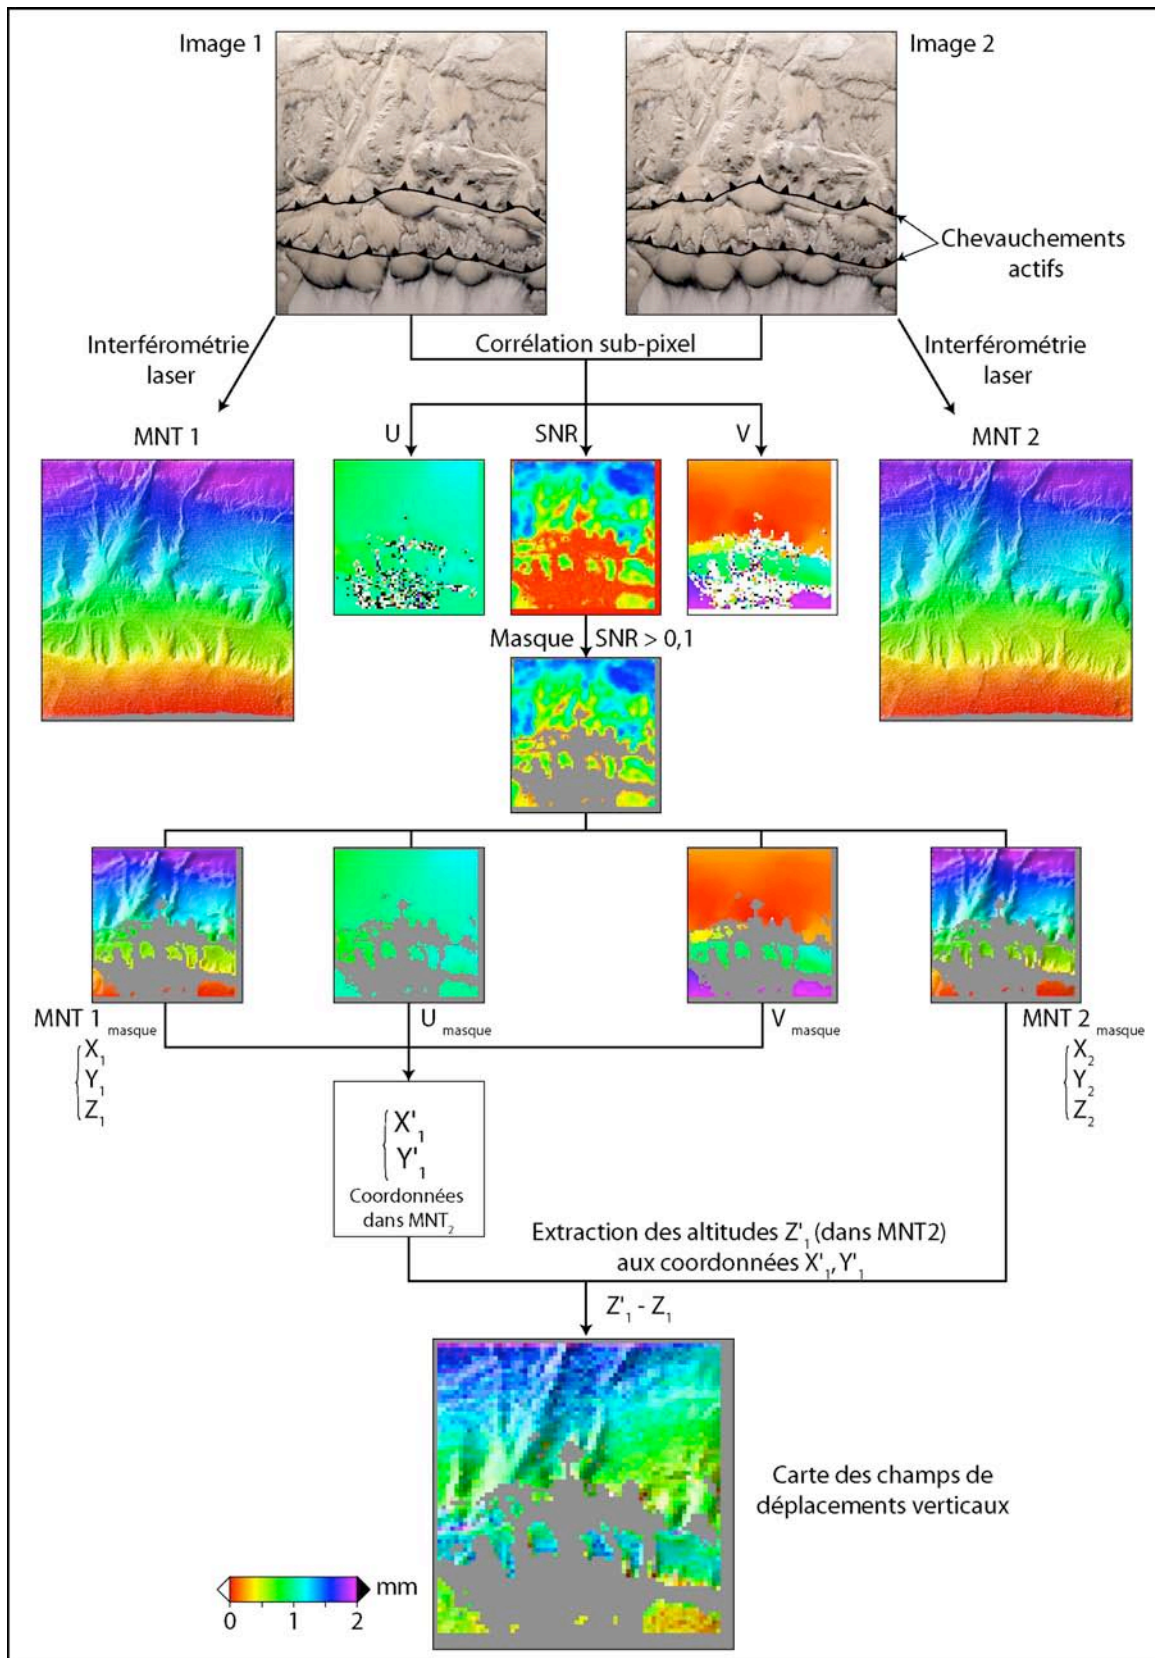 Image 1
Image 2
Chevauchements
actifs
Interférométrie
laser
Corrélation sub-pixel
Interférométrie
laser
MNT 1
U
SNR
V
MNT 2
Masque
SNR > 0,1
MNT 1 masque
X1
Y1
Z1
U masque
V masque
MNT 2 masque
X2
Y2
Z2
X'1
Y'1
Coordonnées
dans MNT2
Extraction des altitudes Z'1 (dans MNT2)
aux coordonnées X'1, Y'1
Z'1 - Z1
Carte des champs de
déplacements verticaux
mm
0 1 2